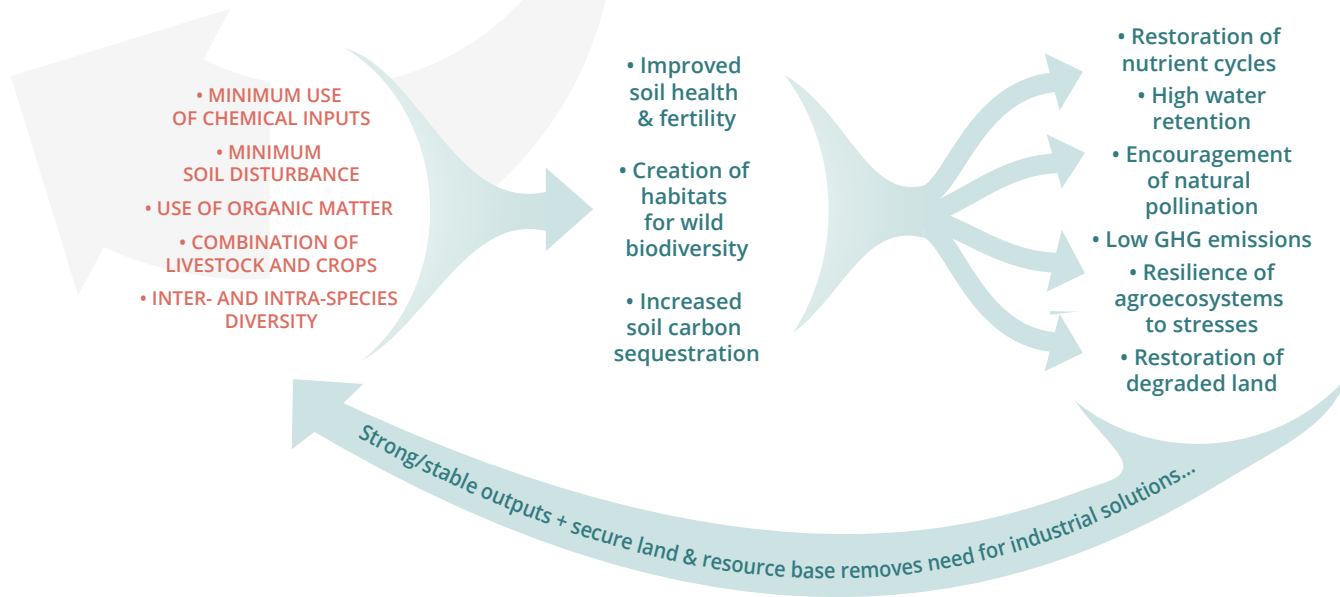 • MINIMUM USE
OF CHEMICAL INPUTS
• MINIMUM
SOIL DISTURBANCE
• USE OF ORGANIC MATTER
• COMBINATION OF
LIVESTOCK AND CROPS
• INTER- AND INTRA-SPECIES
DIVERSITY
• Improved
soil health
& fertility
• Creation of
habitats
for wild
biodiversity
• Increased
soil carbon
sequestration
• Restoration of
nutrient cycles
• High water
retention
• Encouragement
of natural
pollination
• Low GHG emissions
• Resilience of
agroecosystems
to stresses
• Restoration of
degraded land
Strong/stable outputs + secure land & resource base removes need for industrial solutions...